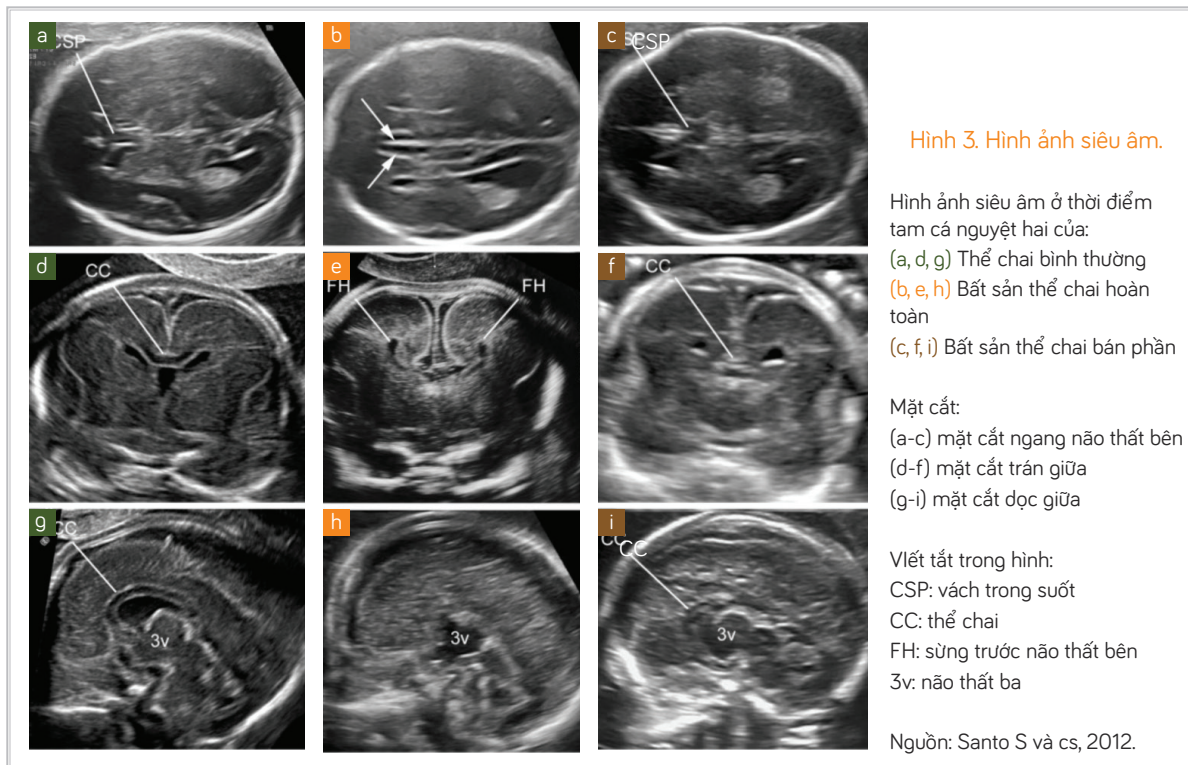 a
CSP
b
c
CSP
d
CC
e
FH
FH
f
CC
g
CC
3v
h
3v
i
CC
3v
Hình 3. Hình ảnh siêu âm.
Hình ảnh siêu âm ở thời điểm
tam cá nguyệt hai của:
(a, d, g) Thể chai bình thường
(b, e, h) Bất sản thể chai hoàn
toàn
(c, f, i) Bất sản thể chai bán phần
Mặt cắt:
(a-c) mặt cắt ngang não thất bên
(d-f) mặt cắt trán giữa
(g-i) mặt cắt dọc giữa
VIết tắt trong hình:
CSP: vách trong suốt
CC: thể chai
FH: sừng trước não thất bên
3v: não thất ba
Nguồn: Santo S và cs, 2012.